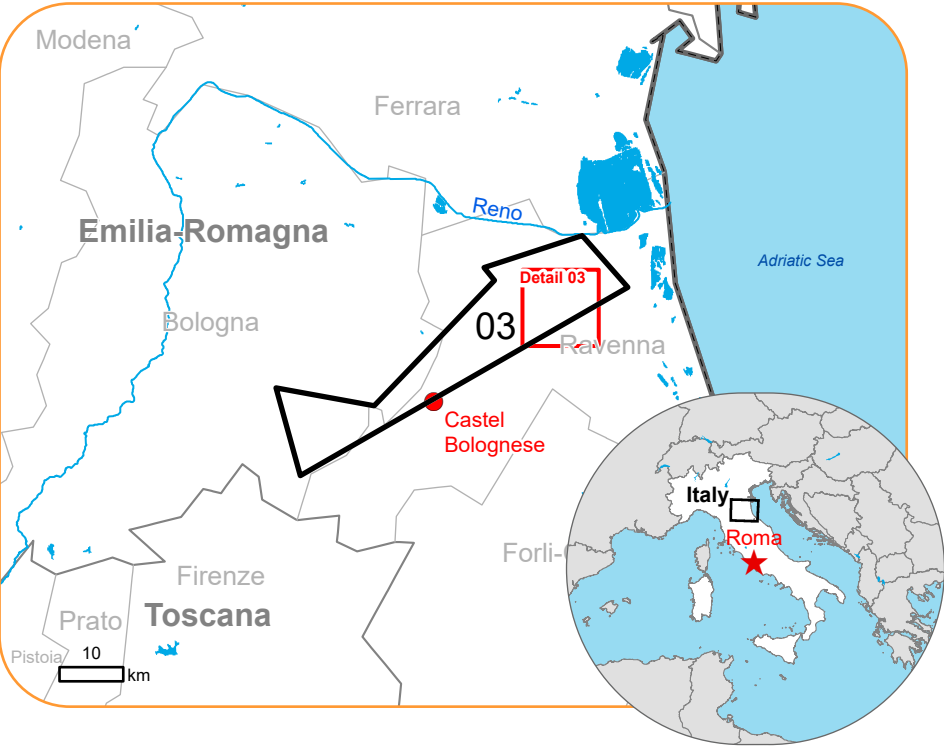 Modena
Ferrara
Reno
Emilia-Romagna
Adriatic Sea
Detail 03
Bologna
03
Ravenna
Castel
Bolognese
Italy
Roma
Forli-
Firenze
Toscana
Prato
Pistoia
10
km